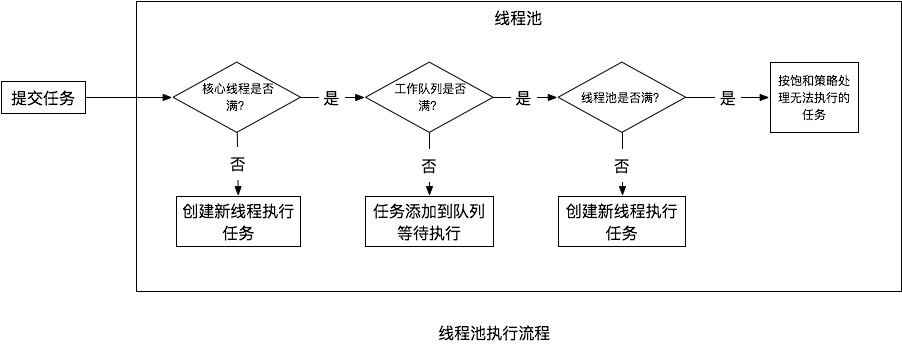 线程池
提交任务
核心线程是否
满?
是
工作队列是否
满?
是
线程池是否满?
是
按饱和策略处
理无法执行的
任务
否
否
否
创建新线程执行
任务
任务添加到队列
等待执行
创建新线程执行
任务
线程池执行流程